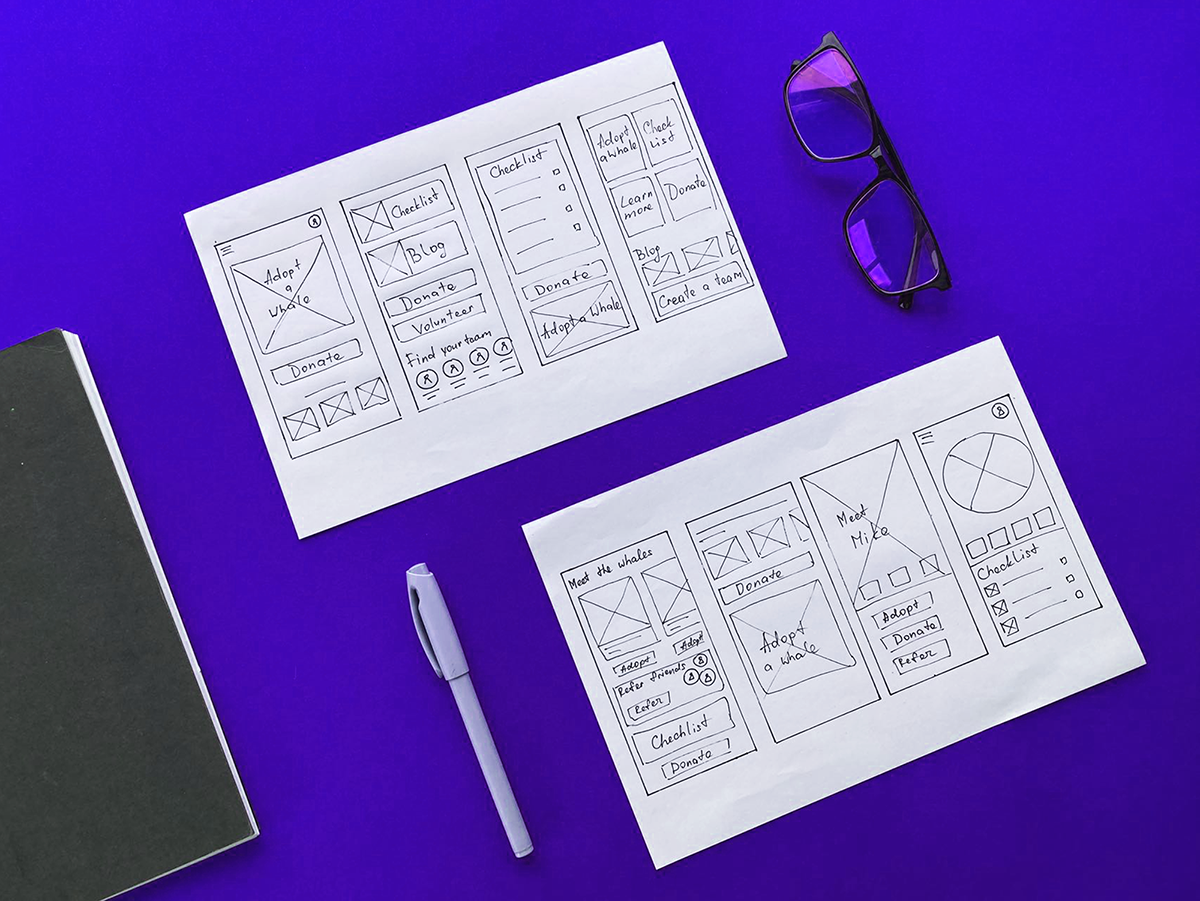 Adopt
a
whale
Donate
Checklist
Blog
Donate
Volunteer
Find your team
Checklist
Donate
Adopt a whale
Adopt
a whale
Check
List
Learn
more
Donate
Blog
Create a team
Meet the whales
Adopt
Adopt
Refer friends
Refer
Chechlist
Donate
Donate
Adopt
a whale
Meet
Mike
Adopt
Donate
Refer
Checklist